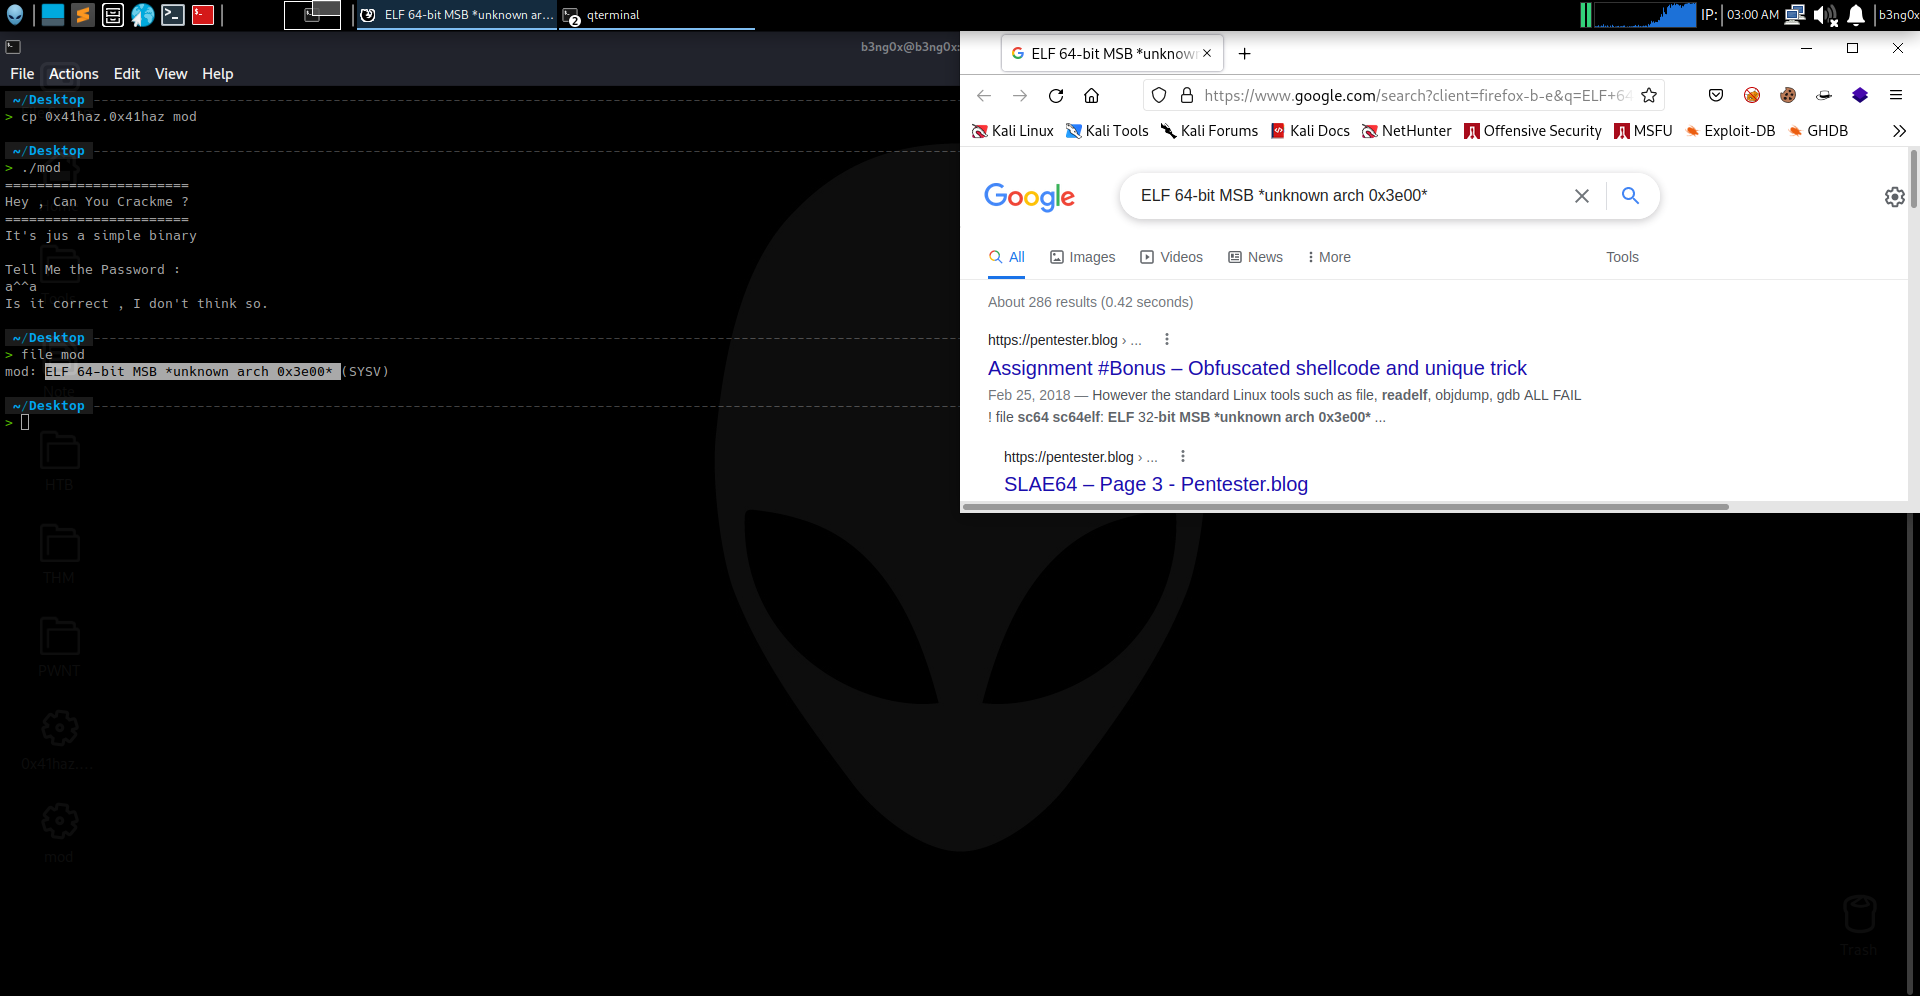 ELF 64-bit MSB *unknown ar...
2
qterminal
IP:
03:00 AM
b3ng0x
b3ng0x@b3ng0x:
File Actions Edit View Help
~/Desktop
> cp 0x41haz.0x41haz mod
~/Desktop
> ./mod
=======================
Hey , Can You Crackme ?
=======================
It's jus a simple binary
Tell Me the Password :
a^^a
Is it correct , I don't think so.
~/Desktop
> file mod
mod: ELF 64-bit MSB *unknown arch 0x3e00* (SYSV)
~/Desktop
>
HTB
THM
PWNT
0x41haz....
mod
Trash
ELF 64-bit MSB *unknown
https://www.google.com/search?client=firefox-b-e&q=ELF+64
Kali Linux Kali Tools Kali Forums Kali Docs NetHunter Offensive Security MSFU Exploit-DB GHDB
Google
ELF 64-bit MSB *unknown arch 0x3e00*
All Images Videos News More Tools
About 286 results (0.42 seconds)
https://pentester.blog › ...
Assignment #Bonus – Obfuscated shellcode and unique trick
Feb 25, 2018 — However the standard Linux tools such as file, readelf, objdump, gdb ALL FAIL
! file sc64 sc64elf: ELF 32-bit MSB *unknown arch 0x3e00* ...
https://pentester.blog › ...
SLAE64 – Page 3 - Pentester.blog